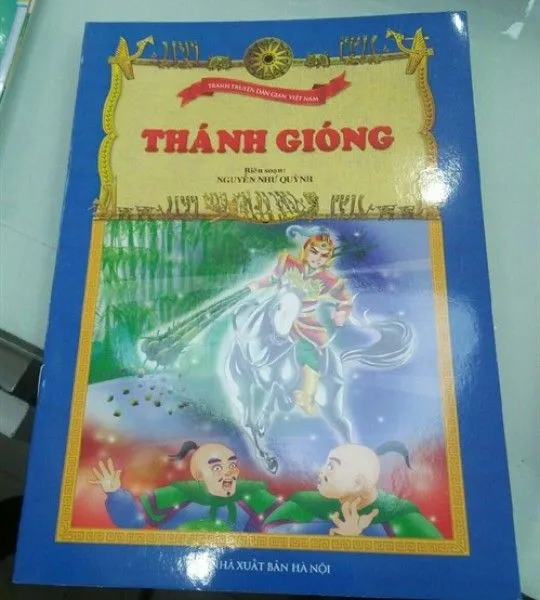 TRANH TRUYỆN DÂN GIAN VIỆT NAM
THÁNH GIÓNG
Biên soạn:
NGUYỄN NHƯ QUỲNH
NHÀ XUẤT BẢN HÀ NỘI